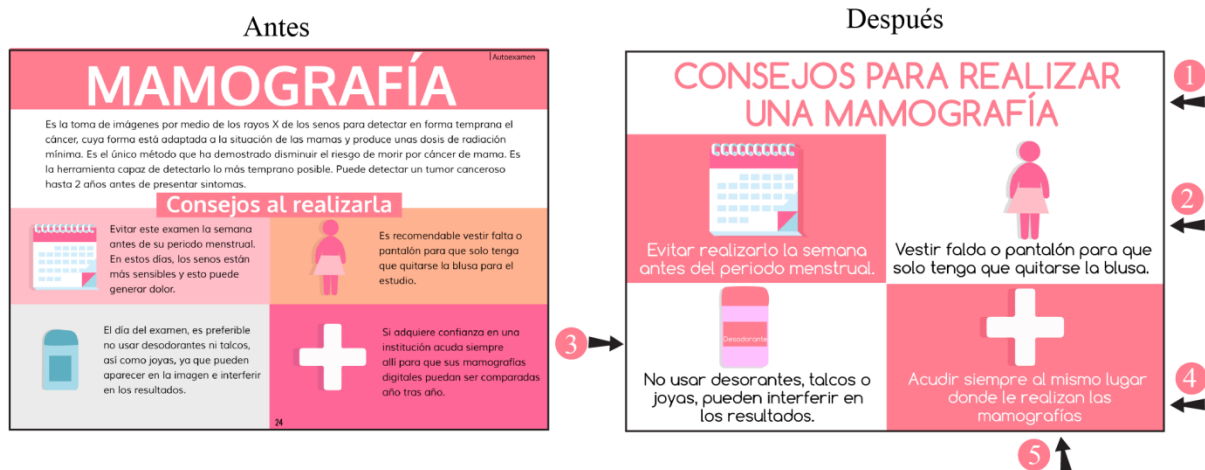 Antes
Autoexamen
MAMOGRAFÍA
Es la toma de imágenes por medio de los rayos X de los senos para detectar en forma temprana el
cáncer, cuya forma está adaptada a la situación de las mamas y produce unas dosis de radiación
mínima. Es el único método que ha demostrado disminuir el riesgo de morir por cáncer de mama. Es
la herramienta capaz de detectarlo lo más temprano posible. Puede detectar un tumor canceroso
hasta 2 años antes de presentar sintomas.
Consejos al realizarla
Evitar este examen la semana
antes de su periodo menstrual.
En estos días, los senos están
más sensibles y esto puede
generar dolor.
Es recomendable vestir falta o
pantalón para que solo tenga
que quitarse la blusa para el
estudio.
El día del examen, es preferible
no usar desodorantes ni talcos,
así como joyas, ya que pueden
aparecer en la imagen e interferir
en los resultados.
Si adquiere confianza en una
institución acuda siempre
allí para que sus mamografías
digitales puedan ser comparadas
año tras año.
24
Después
CONSEJOS PARA REALIZAR
UNA MAMOGRAFÍA
Evitar realizarlo la semana
antes del periodo menstrual.
Vestir falda o pantalón para que
solo tenga que quitarse la blusa.
Desodorante
No usar desorantes, talcos o
joyas, pueden interferir en
los resultados.
Acudir siempre al mismo lugar
donde le realizan las
mamografías
1
2
3
4
5